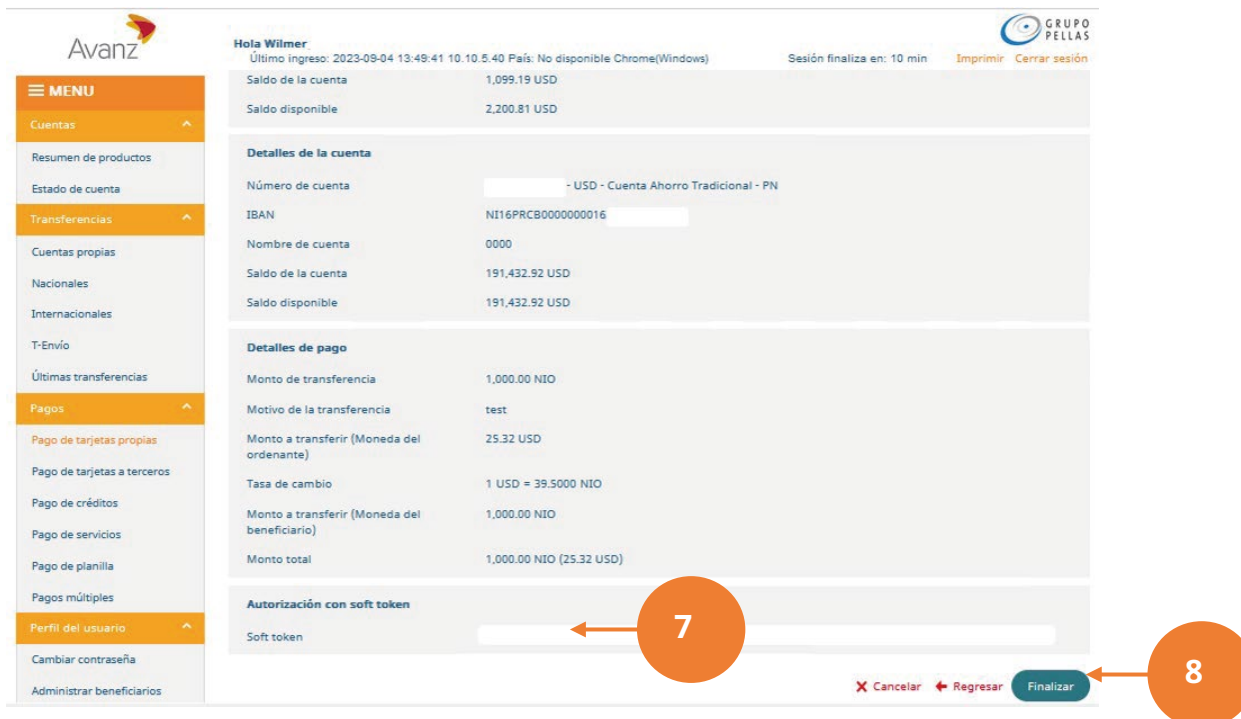 Avanz
GRUPO
PELLAS
Hola Wilmer
Último ingreso: 2023-09-04 13:49:41 10.10.5.40 País: No disponible Chrome(Windows)
Sesión finaliza en: 10 min
Imprimir Cerrar sesión
MENU
Cuentas
Resumen de productos
Estado de cuenta
Transferencias
Cuentas propias
Nacionales
Internacionales
T-Envío
Últimas transferencias
Pagos
Pago de tarjetas propias
Pago de tarjetas a terceros
Pago de créditos
Pago de servicios
Pago de planilla
Pagos múltiples
Perfil del usuario
Cambiar contraseña
Administrar beneficiarios
Saldo de la cuenta 1,099.19 USD
Saldo disponible 2,200.81 USD
Detalles de la cuenta
Número de cuenta - USD - Cuenta Ahorro Tradicional - PN
IBAN NI16PRCB0000000016
Nombre de cuenta 0000
Saldo de la cuenta 191,432.92 USD
Saldo disponible 191,432.92 USD
Detalles de pago
Monto de transferencia 1,000.00 NIO
Motivo de la transferencia test
Monto a transferir (Moneda del 25.32 USD
ordenante)
Tasa de cambio 1 USD = 39.5000 NIO
Monto a transferir (Moneda del 1,000.00 NIO
beneficiario)
Monto total 1,000.00 NIO (25.32 USD)
Autorización con soft token
Soft token
7
Cancelar Regresar Finalizar
8